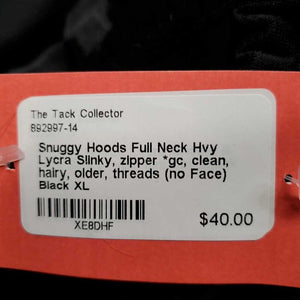 The Tack Collector
892997-14
Snuggy Hoods Full Neck Hvy
Lycra Slinky, zipper *gc, clean,
hairy, older, threads (no Face)
Black XL
XE8DHF
$40.00